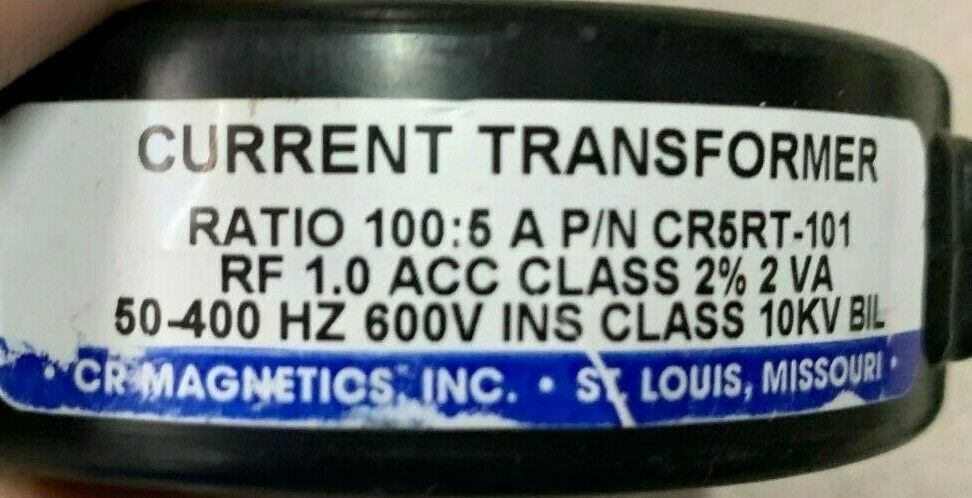 CURRENT TRANSFORMER
RATIO 100:5 A P/N CR5RT-101
RF 1.0 ACC CLASS 2% 2 VA
50-400 HZ 600V INS CLASS 10KV BIL
· CR MAGNETICS, INC. · ST. LOUIS, MISSOURI ·